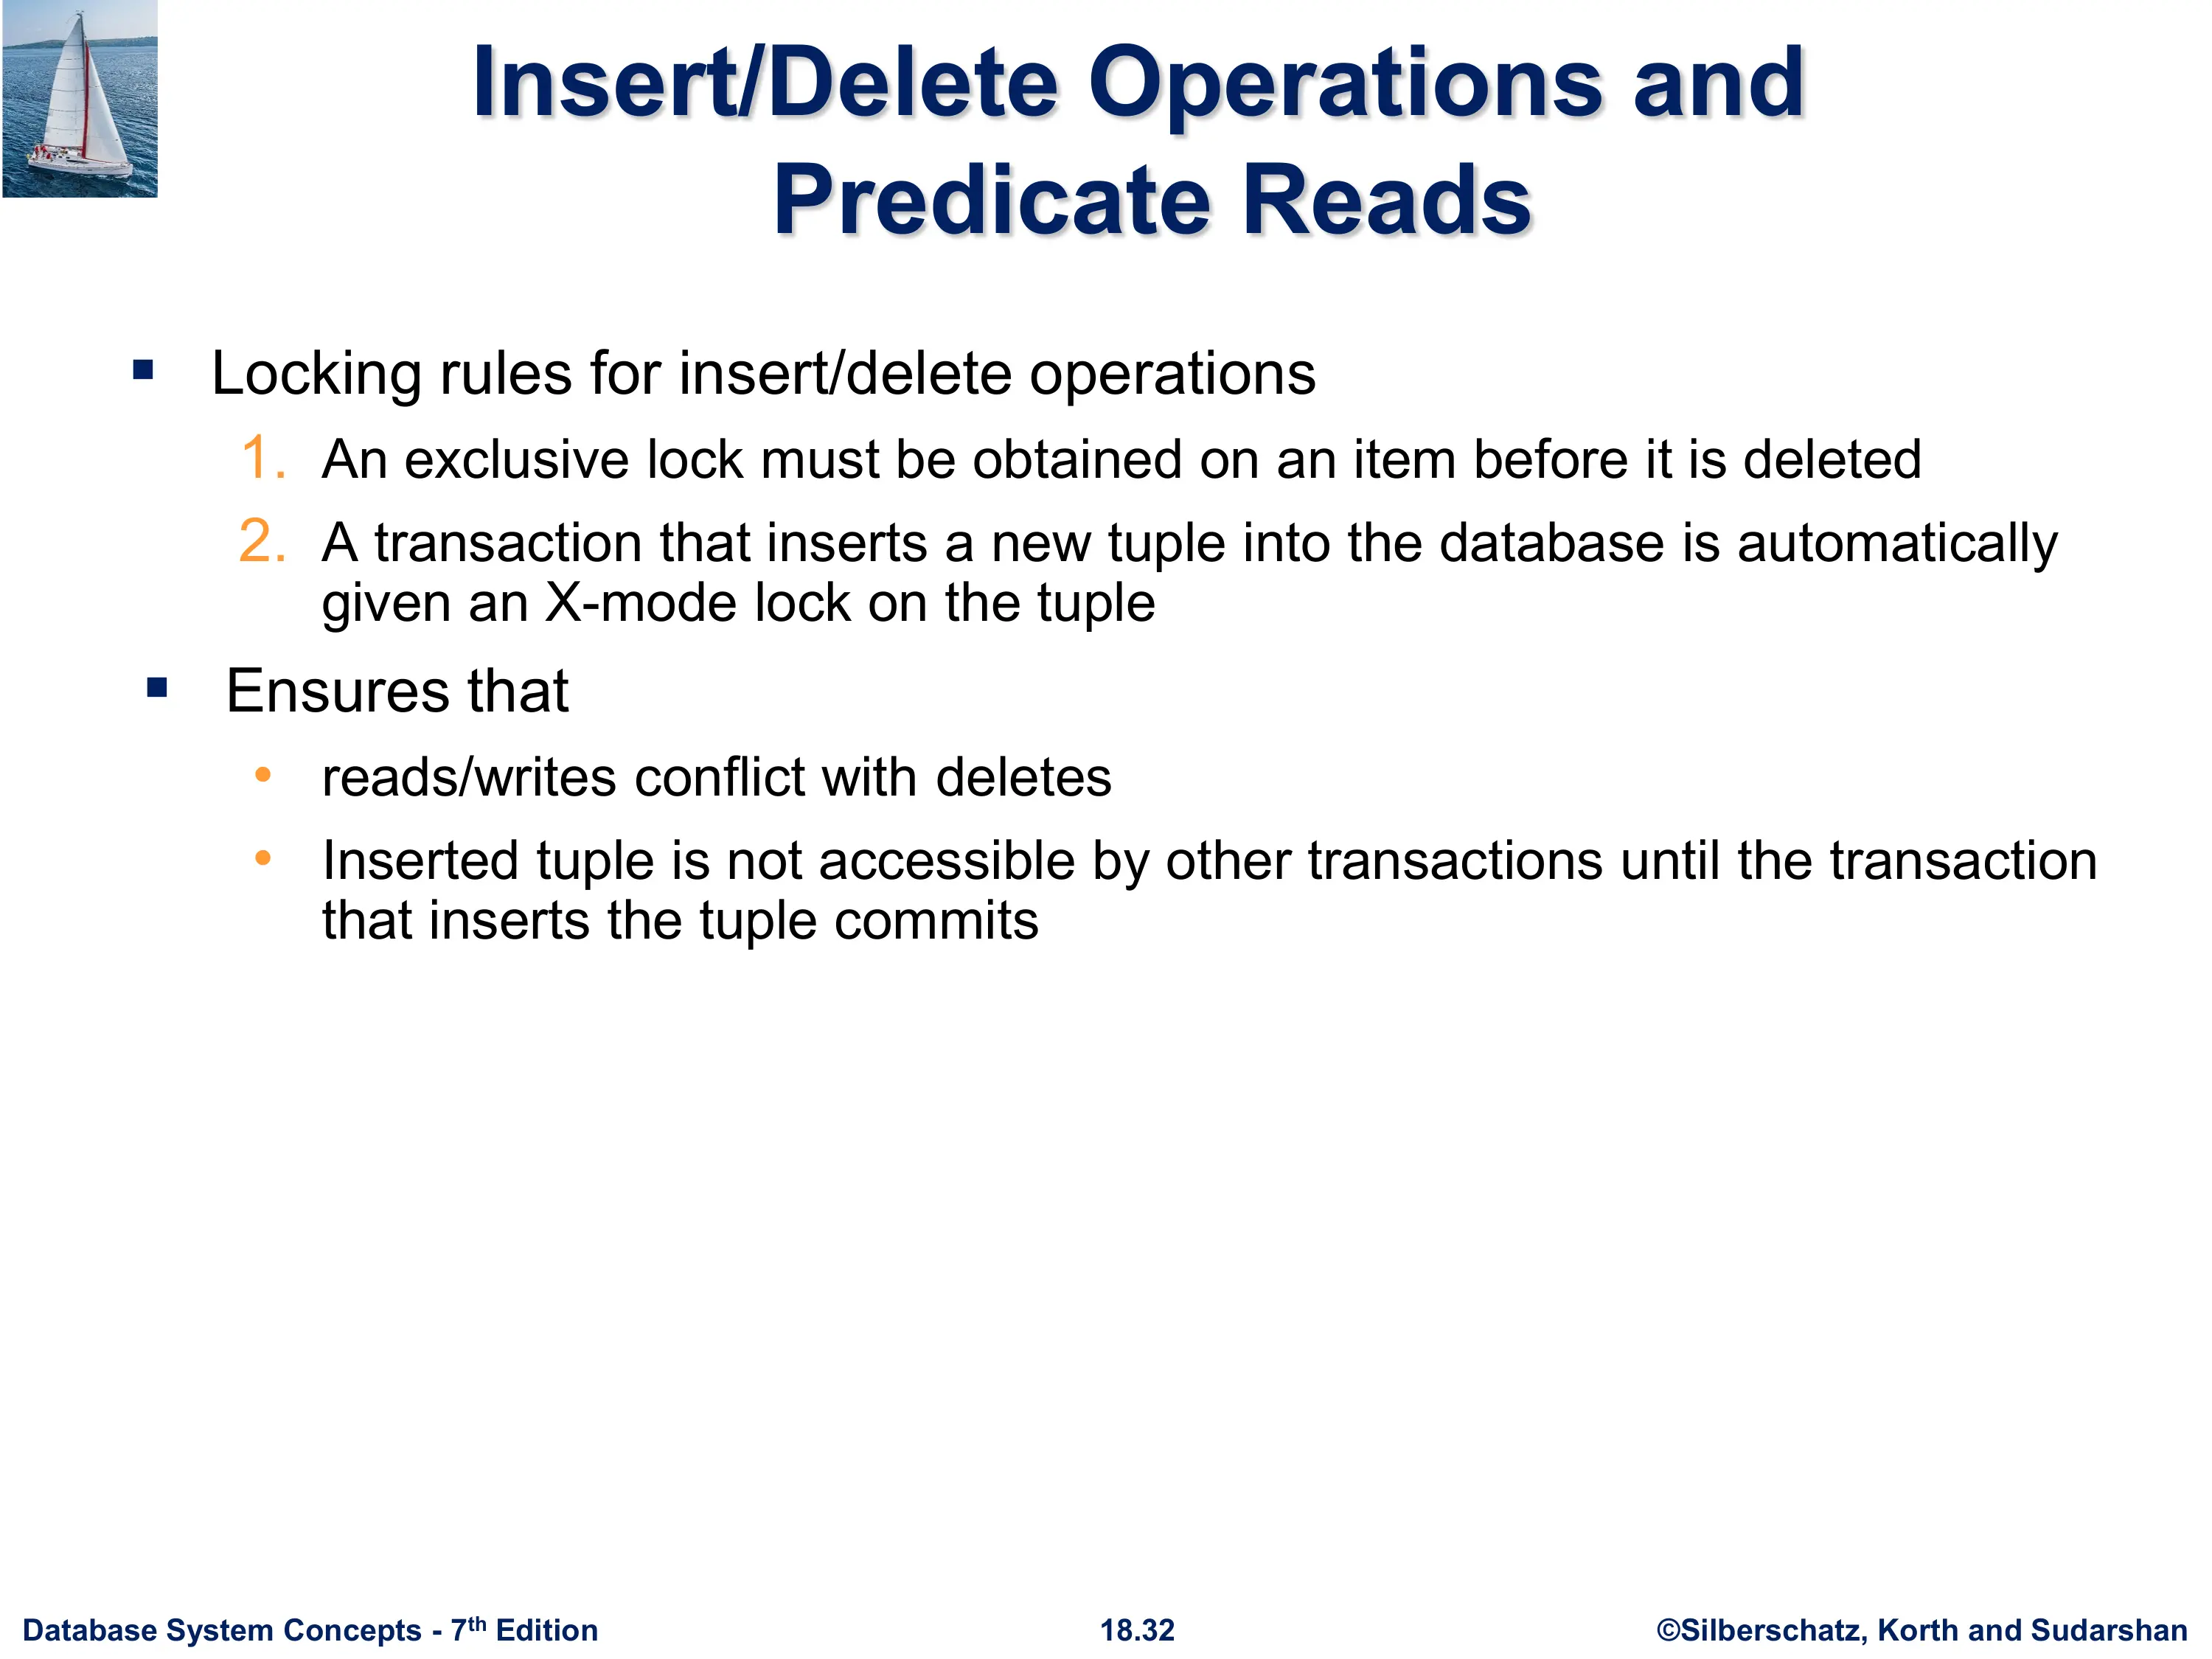 Insert/Delete Operations and
Predicate Reads
▪ Locking rules for insert/delete operations
1. An exclusive lock must be obtained on an item before it is deleted
2. A transaction that inserts a new tuple into the database is automatically
given an X-mode lock on the tuple
▪ Ensures that
• reads/writes conflict with deletes
• Inserted tuple is not accessible by other transactions until the transaction
that inserts the tuple commits
Database System Concepts - 7th Edition 18.32 ©Silberschatz, Korth and Sudarshan